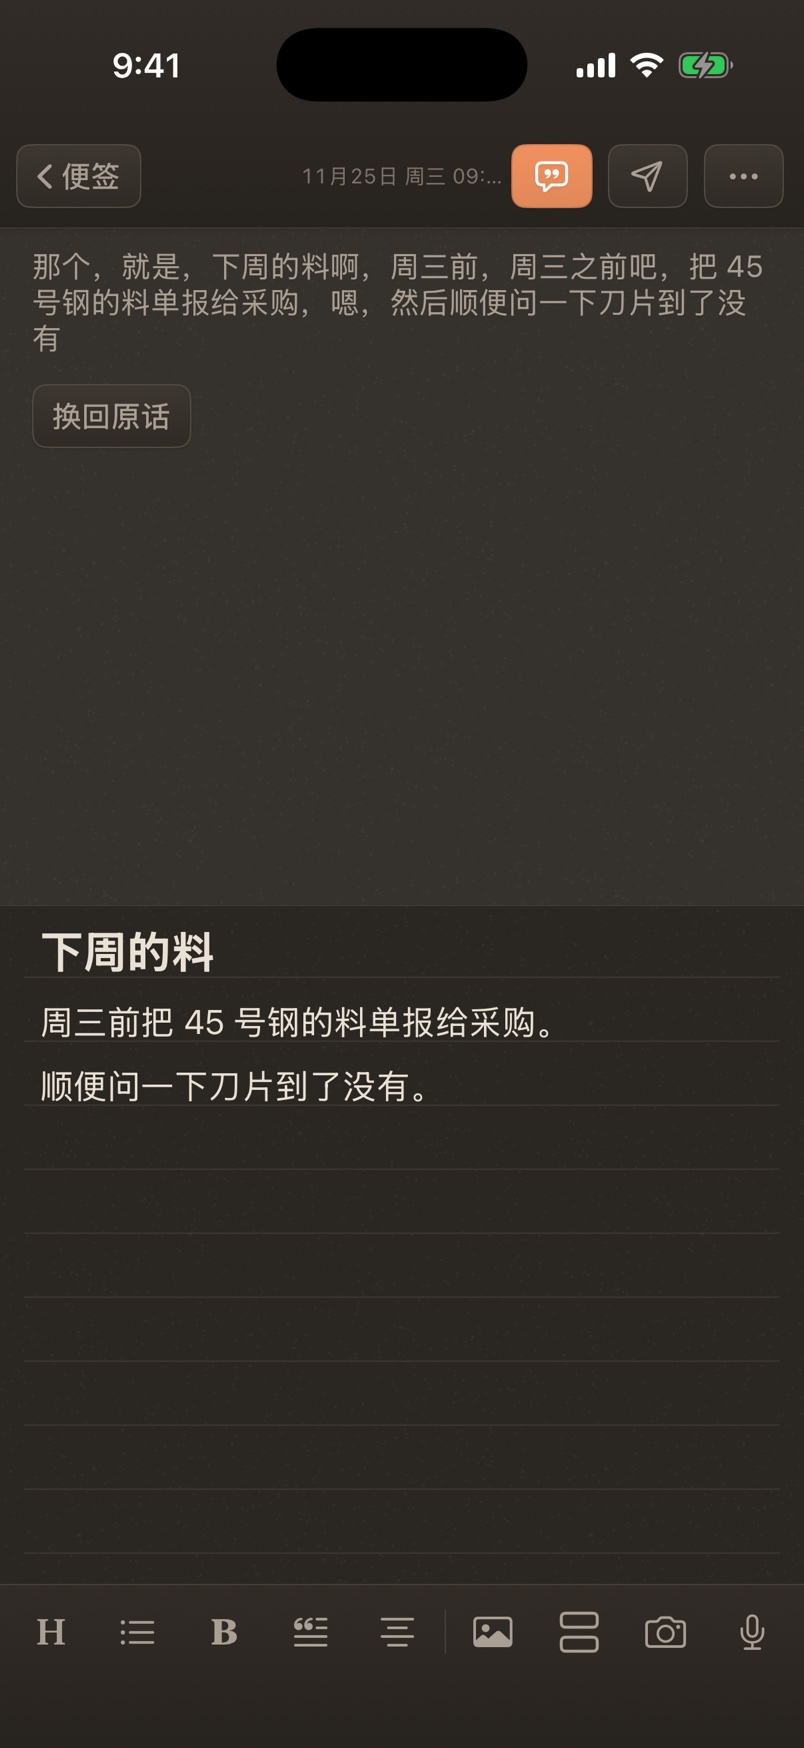 9:41
便签
11月25日 周三 09:...
那个，就是，下周的料啊，周三前，周三之前吧，把 45
号钢的料单报给采购，嗯，然后顺便问一下刀片到了没
有
换回原话
下周的料
周三前把 45 号钢的料单报给采购。
顺便问一下刀片到了没有。
H
B